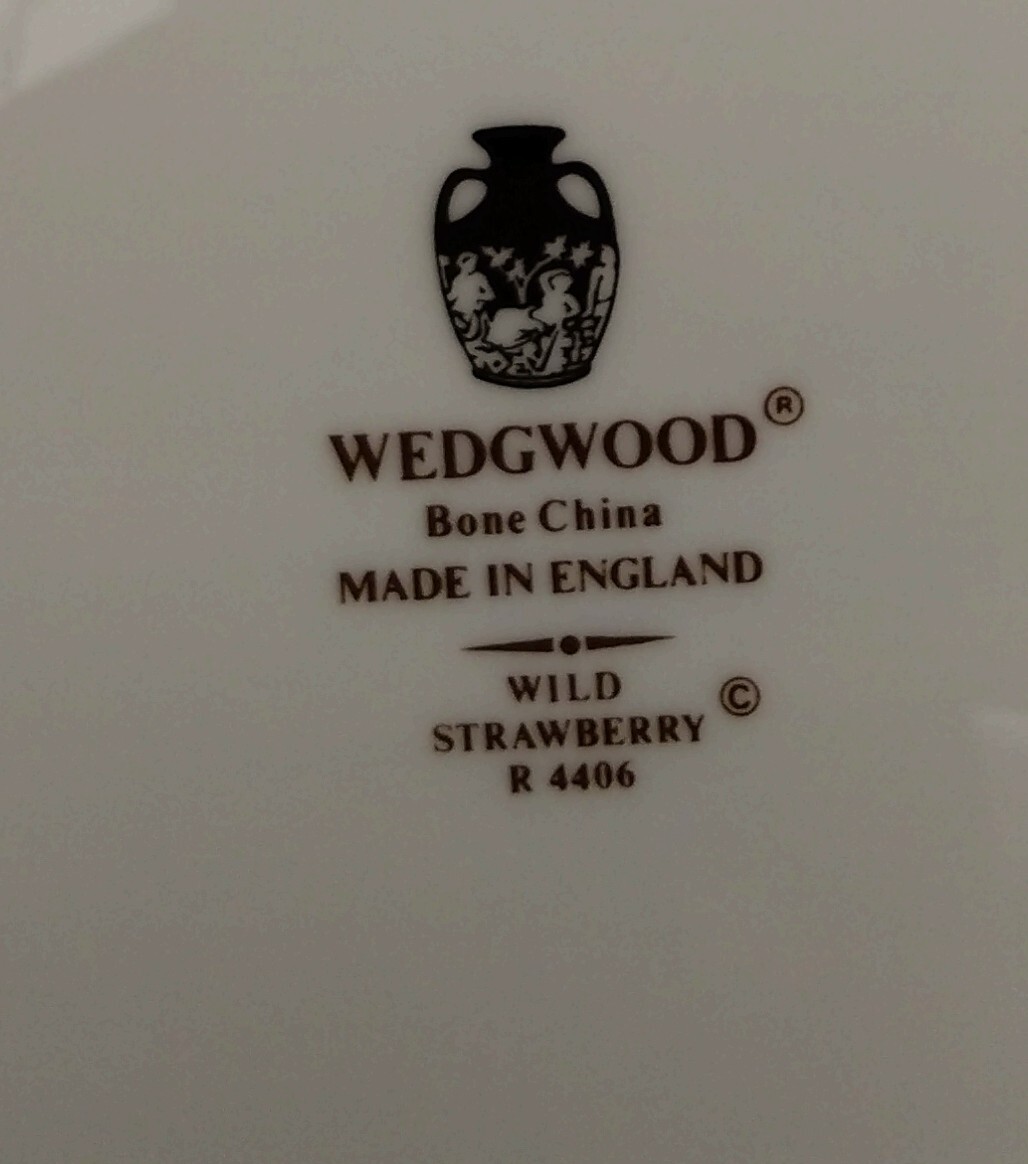 WEDGWOOD®
Bone China
MADE IN ENGLAND
WILD
STRAWBERRY ©
R 4406